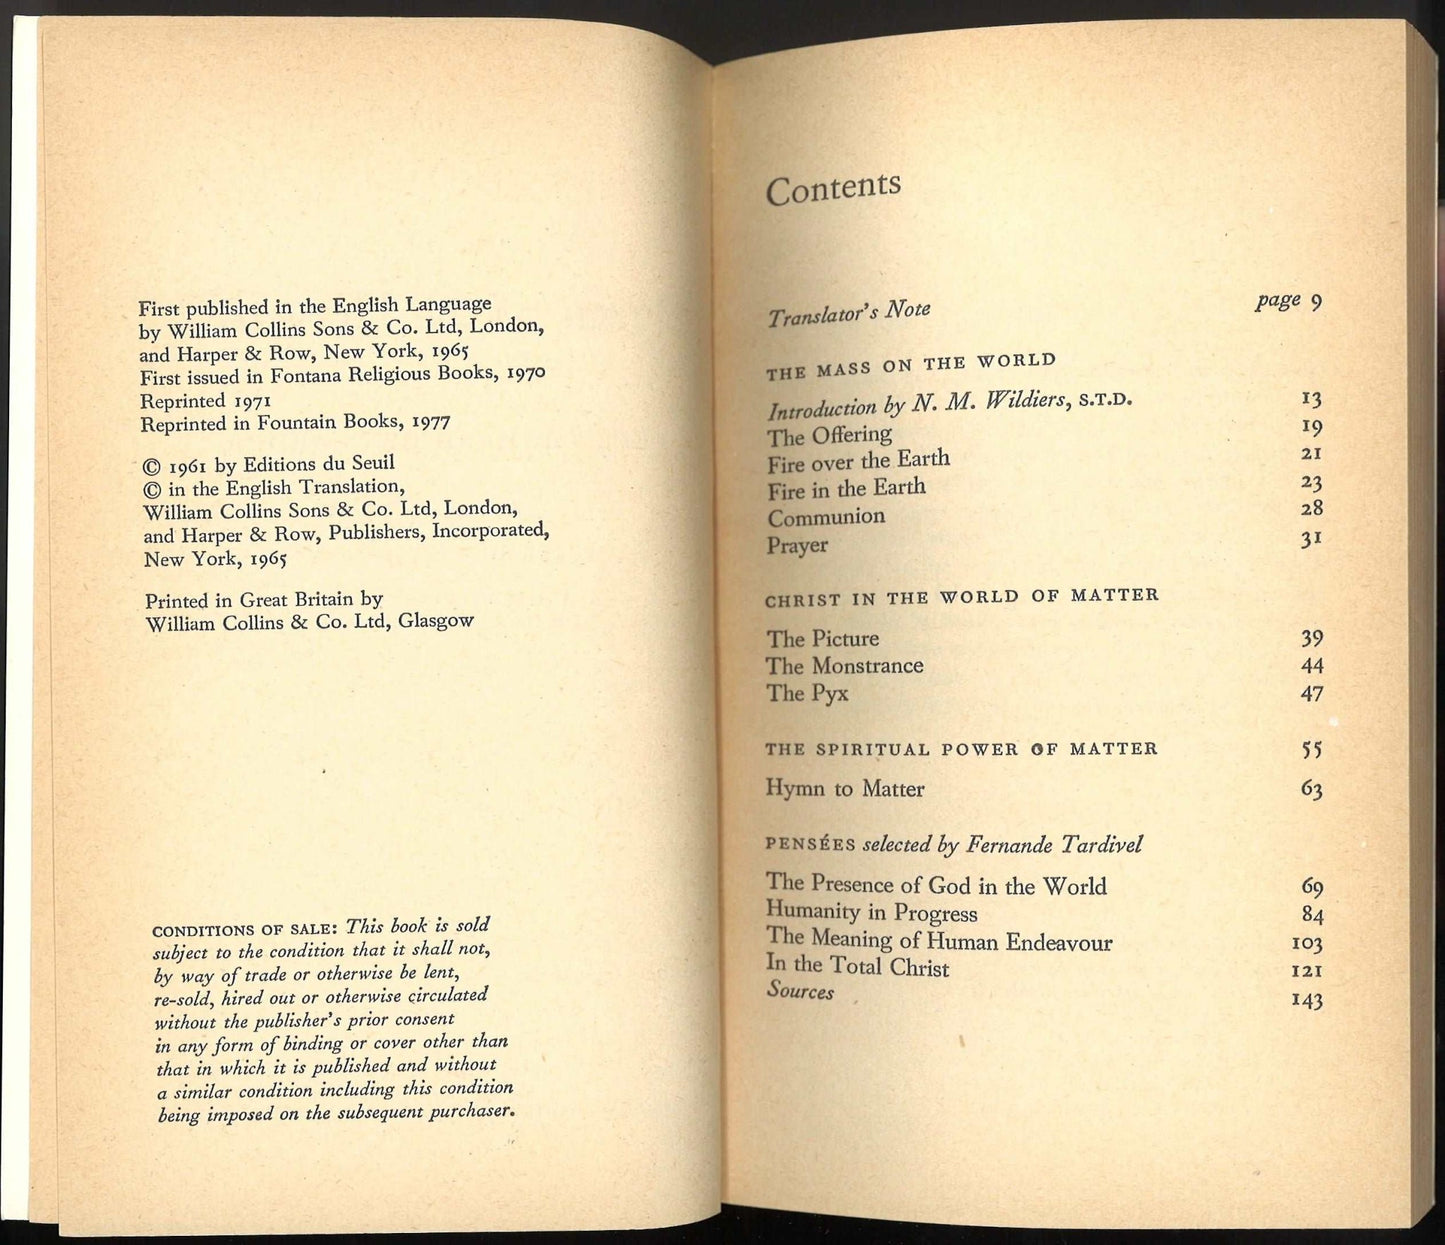 First published in the English Language
by William Collins Sons & Co. Ltd, London,
and Harper & Row, New York, 1965
First issued in Fontana Religious Books, 1970
Reprinted 1971
Reprinted in Fountain Books, 1977
© 1961 by Editions du Seuil
© in the English Translation,
William Collins Sons & Co. Ltd, London,
and Harper & Row, Publishers, Incorporated,
New York, 1965
Printed in Great Britain by
William Collins & Co. Ltd, Glasgow
CONDITIONS OF SALE: This book is sold
subject to the condition that it shall not,
by way of trade or otherwise be lent,
re-sold, hired out or otherwise circulated
without the publisher's prior consent
in any form of binding or cover other than
that in which it is published and without
a similar condition including this condition
being imposed on the subsequent purchaser.
Contents
Translator's Note page 9
THE MASS ON THE WORLD
Introduction by N. M. Wildiers, S.T.D. 13
The Offering 19
Fire over the Earth 21
Fire in the Earth 23
Communion 28
Prayer 31
CHRIST IN THE WORLD OF MATTER
The Picture 39
The Monstrance 44
The Pyx 47
THE SPIRITUAL POWER OF MATTER 55
Hymn to Matter 63
PENSÉES selected by Fernande Tardivel
The Presence of God in the World 69
Humanity in Progress 84
The Meaning of Human Endeavour 103
In the Total Christ 121
Sources 143